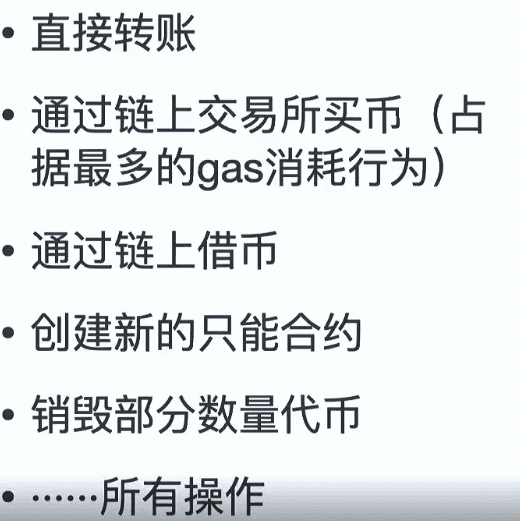 • 直接转账
• 通过链上交易所买币（占
据最多的gas消耗行为）
• 通过链上借币
• 创建新的只能合约
• 销毁部分数量代币
• ……所有操作